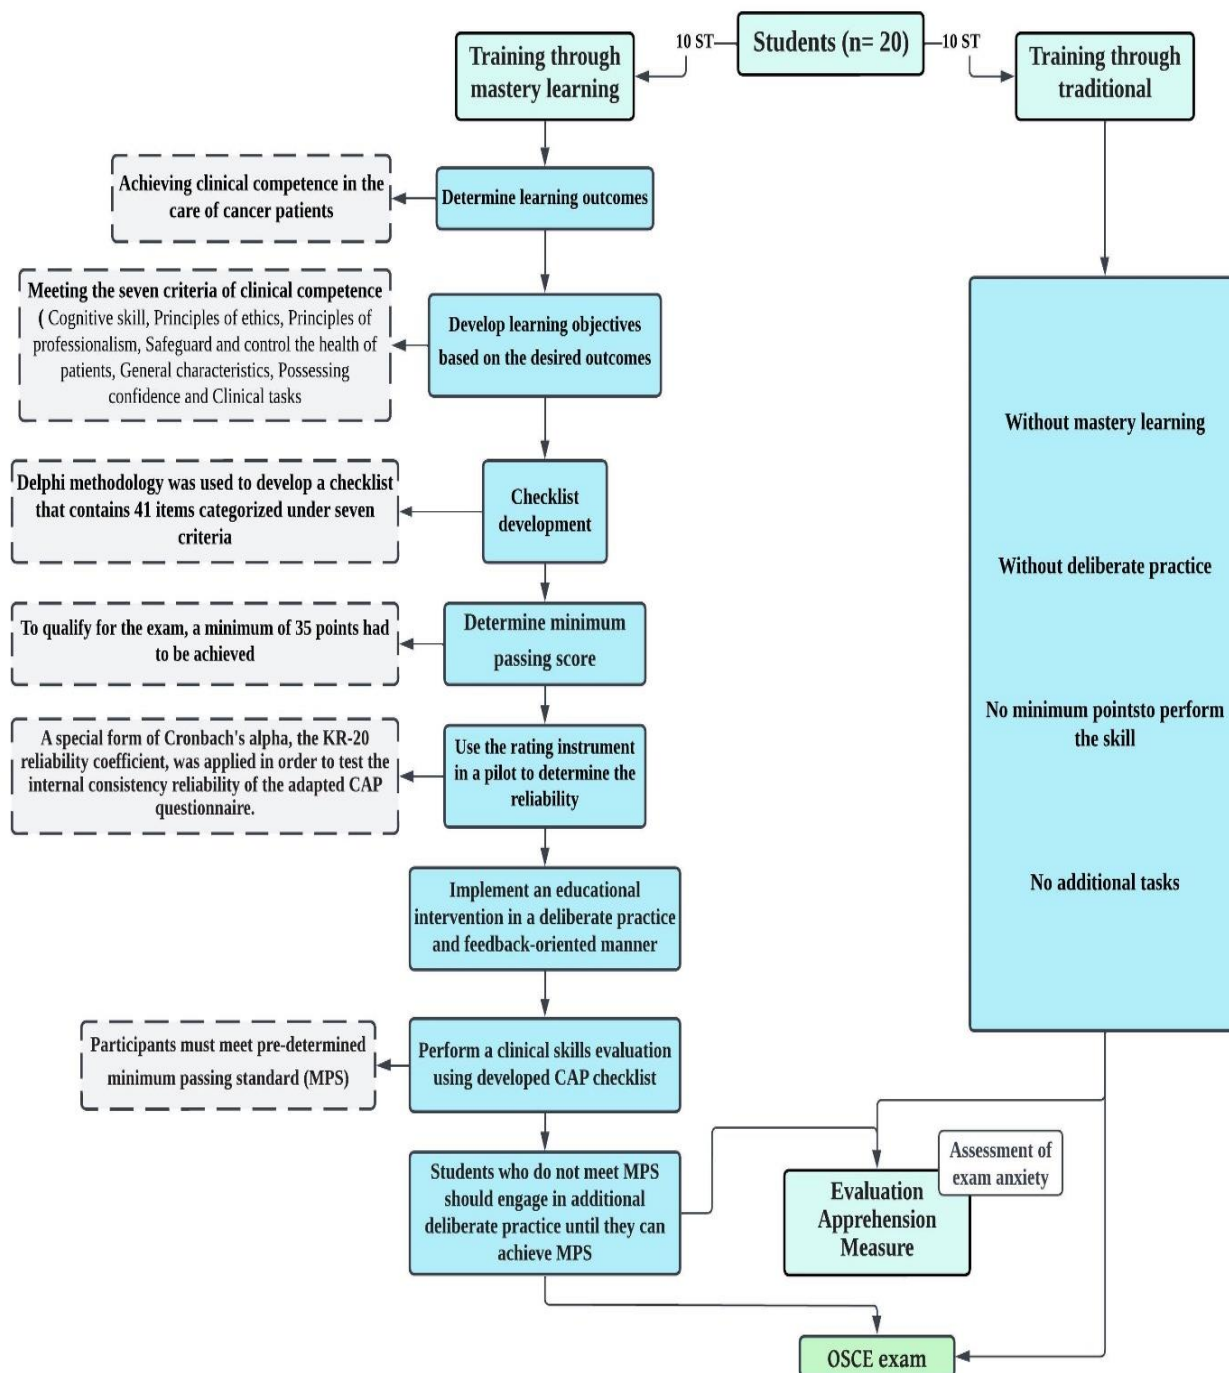 Students (n= 20)
10 ST
10 ST
Training through
mastery learning
Training through
traditional
Achieving clinical competence in the
care of cancer patients
Determine learning outcomes
Meeting the seven criteria of clinical competence
( Cognitive skill, Principles of ethics, Principles of
professionalism, Safeguard and control the health of
patients, General characteristics, Possessing
confidence and Clinical tasks
Develop learning objectives
based on the desired outcomes
Delphi methodology was used to develop a checklist
that contains 41 items categorized under seven
criteria
Checklist
development
To qualify for the exam, a minimum of 35 points had
to be achieved
Determine minimum
passing score
A special form of Cronbach's alpha, the KR-20
reliability coefficient, was applied in order to test the
internal consistency reliability of the adapted CAP
questionnaire.
Use the rating instrument
in a pilot to determine the
reliability
Implement an educational
intervention in a deliberate practice
and feedback-oriented manner
Participants must meet pre-determined
minimum passing standard (MPS)
Perform a clinical skills evaluation
using developed CAP checklist
Students who do not meet MPS
should engage in additional
deliberate practice until they can
achieve MPS
Without mastery learning
Without deliberate practice
No minimum pointsto perform
the skill
No additional tasks
Assessment of
exam anxiety
Evaluation
Apprehension
Measure
OSCE exam